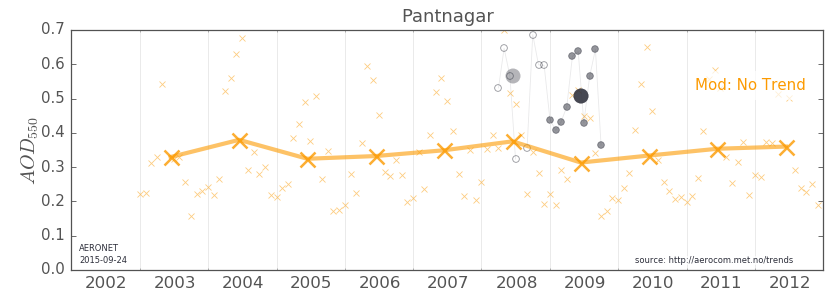 Pantnagar
0.7
0.6
0.5
0.4
0.3
0.2
0.1
0.0
AOD550
Mod: No Trend
AERONET
2015-09-24
source: http://aerocom.met.no/trends
2002 2003 2004 2005 2006 2007 2008 2009 2010 2011 2012